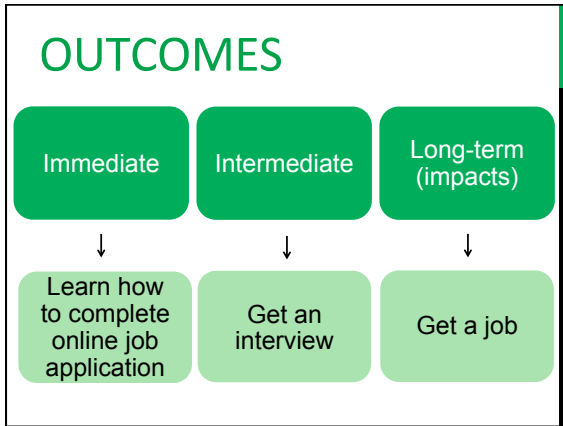 OUTCOMES
Immediate
Intermediate
Long-term
(impacts)
Learn how
to complete
online job
application
Get an
interview
Get a job